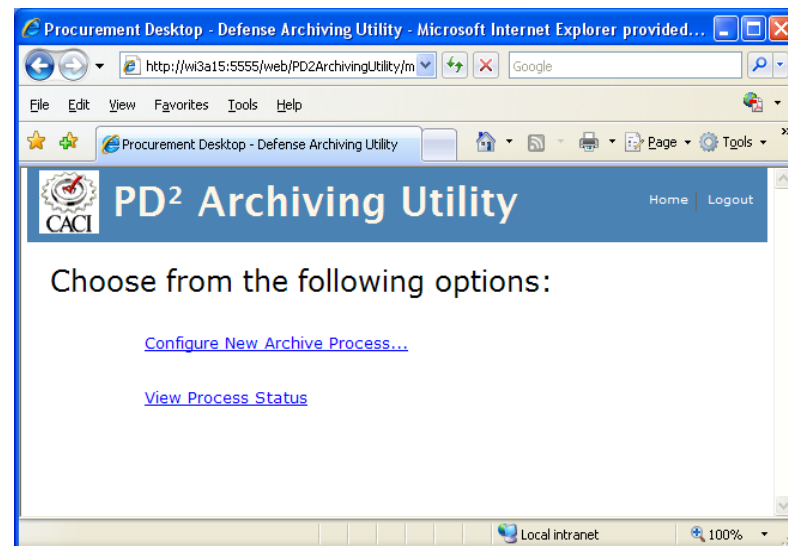 Procurement Desktop - Defense Archiving Utility - Microsoft Internet Explorer provided...
http://wi3a15:5555/web/PD2ArchivingUtility/m
Google
File Edit View Favorites Tools Help
Procurement Desktop - Defense Archiving Utility
Page Tools »
CACI
PD² Archiving Utility
Home | Logout
Choose from the following options:
Configure New Archive Process...
View Process Status
Local intranet
100%